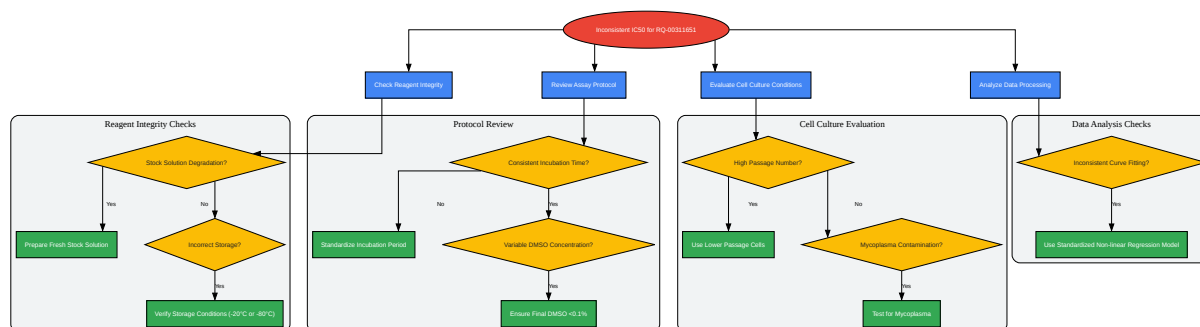 Inconsistent IC50 for RQ-00311651
Check Reagent Integrity
Review Assay Protocol
Evaluate Cell Culture Conditions
Analyze Data Processing
Reagent Integrity Checks
Protocol Review
Cell Culture Evaluation
Data Analysis Checks
Stock Solution Degradation?
Consistent Incubation Time?
High Passage Number?
Inconsistent Curve Fitting?
Yes
No
No
Yes
Yes
No
Yes
Prepare Fresh Stock Solution
Incorrect Storage?
Standardize Incubation Period
Variable DMSO Concentration?
Use Lower Passage Cells
Mycoplasma Contamination?
Use Standardized Non-linear Regression Model
Yes
Yes
Yes
Verify Storage Conditions (-20°C or -80°C)
Ensure Final DMSO <0.1%
Test for Mycoplasma